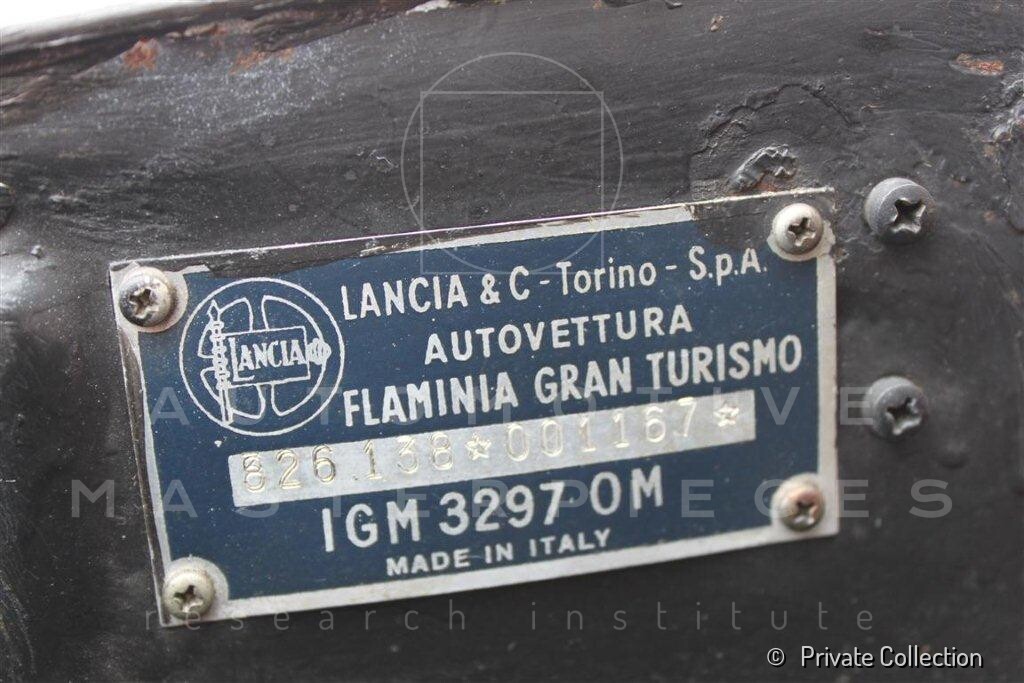 LANCIA
LANCIA & C - Torino - S.p.A.
AUTOVETTURA
FLAMINIA GRAN TURISMO
826 138 ☆ 001167 ☆
IGM 3297 OM
MADE IN ITALY
AUTOMOTIVE
MASTERPIECES
research institute
© Private Collection